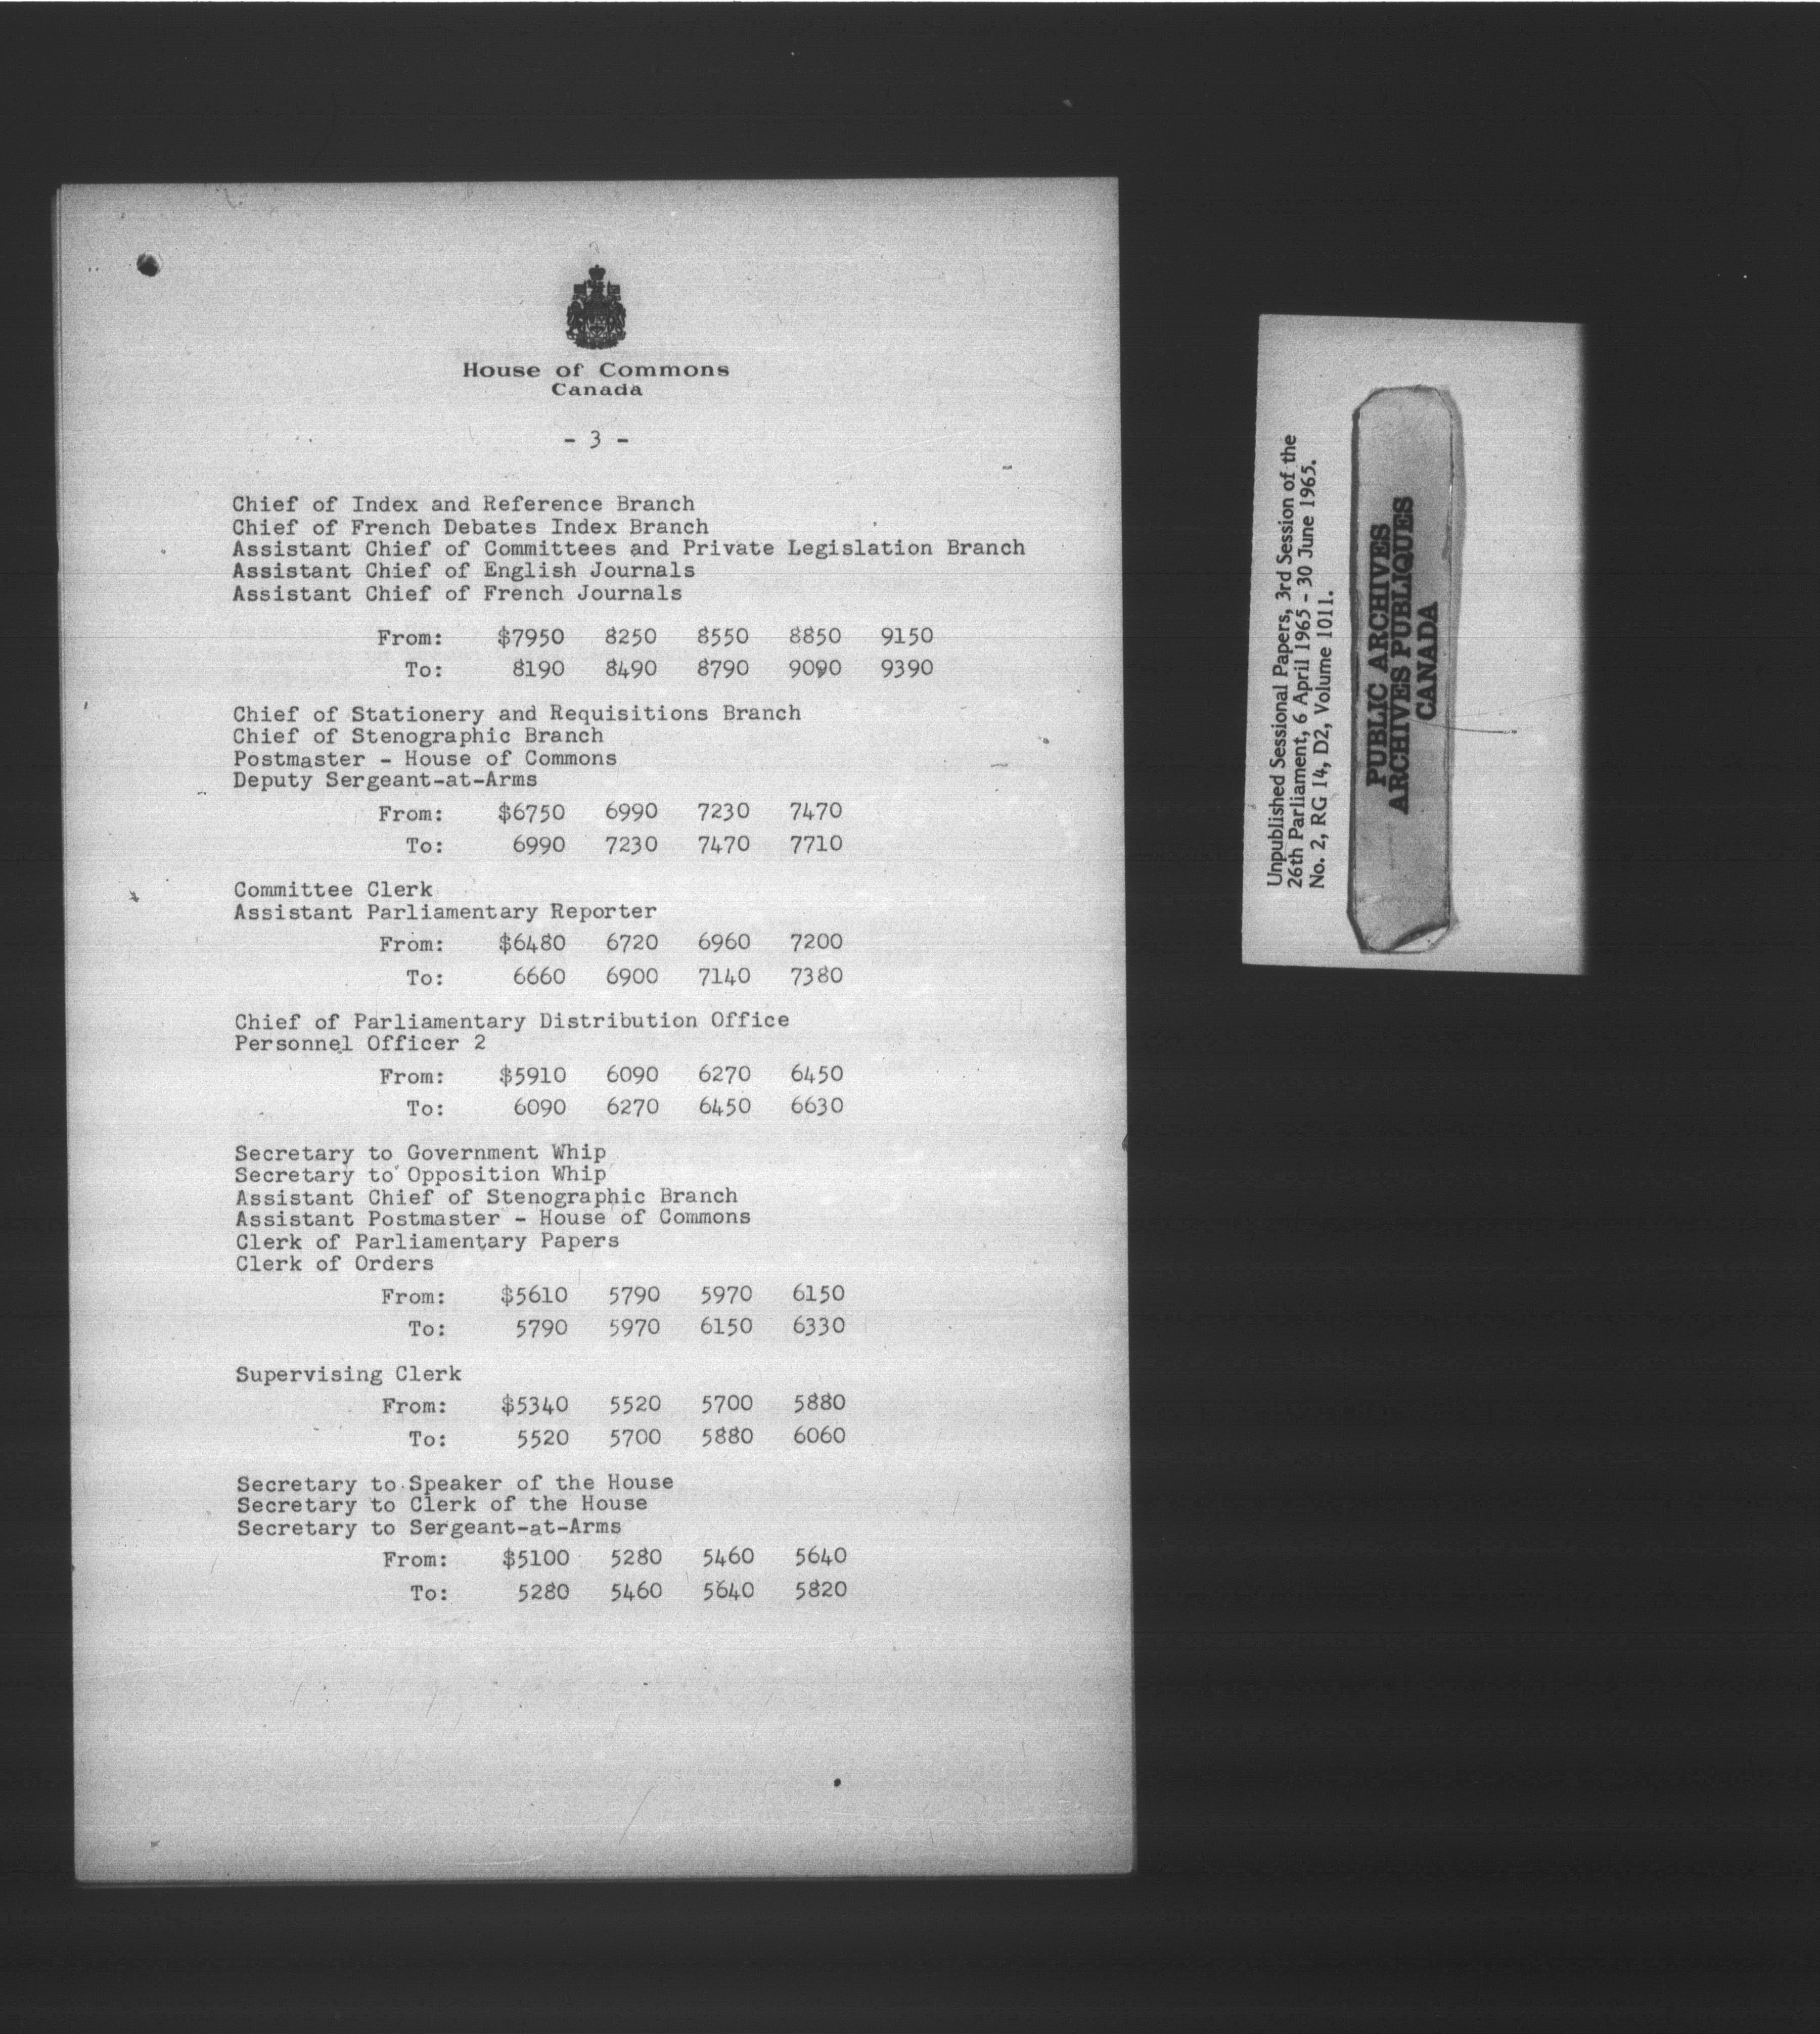 House of Commons
Canada
- 3 -
Chief of Index and Reference Branch
Chief of French Debates Index Branch
Assistant Chief of Committees and Private Legislation Branch
Assistant Chief of English Journals
Assistant Chief of French Journals
From: $7950 8250 8550 8850 9150
To: 8190 8490 8790 9090 9390
Chief of Stationery and Requisitions Branch
Chief of Stenographic Branch
Postmaster - House of Commons
Deputy Sergeant-at-Arms
From: $6750 6990 7230 7470
To: 6990 7230 7470 7710
Committee Clerk
Assistant Parliamentary Reporter
From: $6480 6720 6960 7200
To: 6660 6900 7140 7380
Chief of Parliamentary Distribution Office
Personnel Officer 2
From: $5910 6090 6270 6450
To: 6090 6270 6450 6630
Secretary to Government Whip
Secretary to Opposition Whip
Assistant Chief of Stenographic Branch
Assistant Postmaster - House of Commons
Clerk of Parliamentary Papers
Clerk of Orders
From: $5610 5790 5970 6150
To: 5790 5970 6150 6330
Supervising Clerk
From: $5340 5520 5700 5880
To: 5520 5700 5880 6060
Secretary to Speaker of the House
Secretary to Clerk of the House
Secretary to Sergeant-at-Arms
From: $5100 5280 5460 5640
To: 5280 5460 5640 5820
Unpublished Sessional Papers, 3rd Session of the
26th Parliament, 6 April 1965 - 30 June 1965.
No. 2, RG 14, D2, Volume 1011.
PUBLIC ARCHIVES
ARCHIVES PUBLIQUES
CANADA